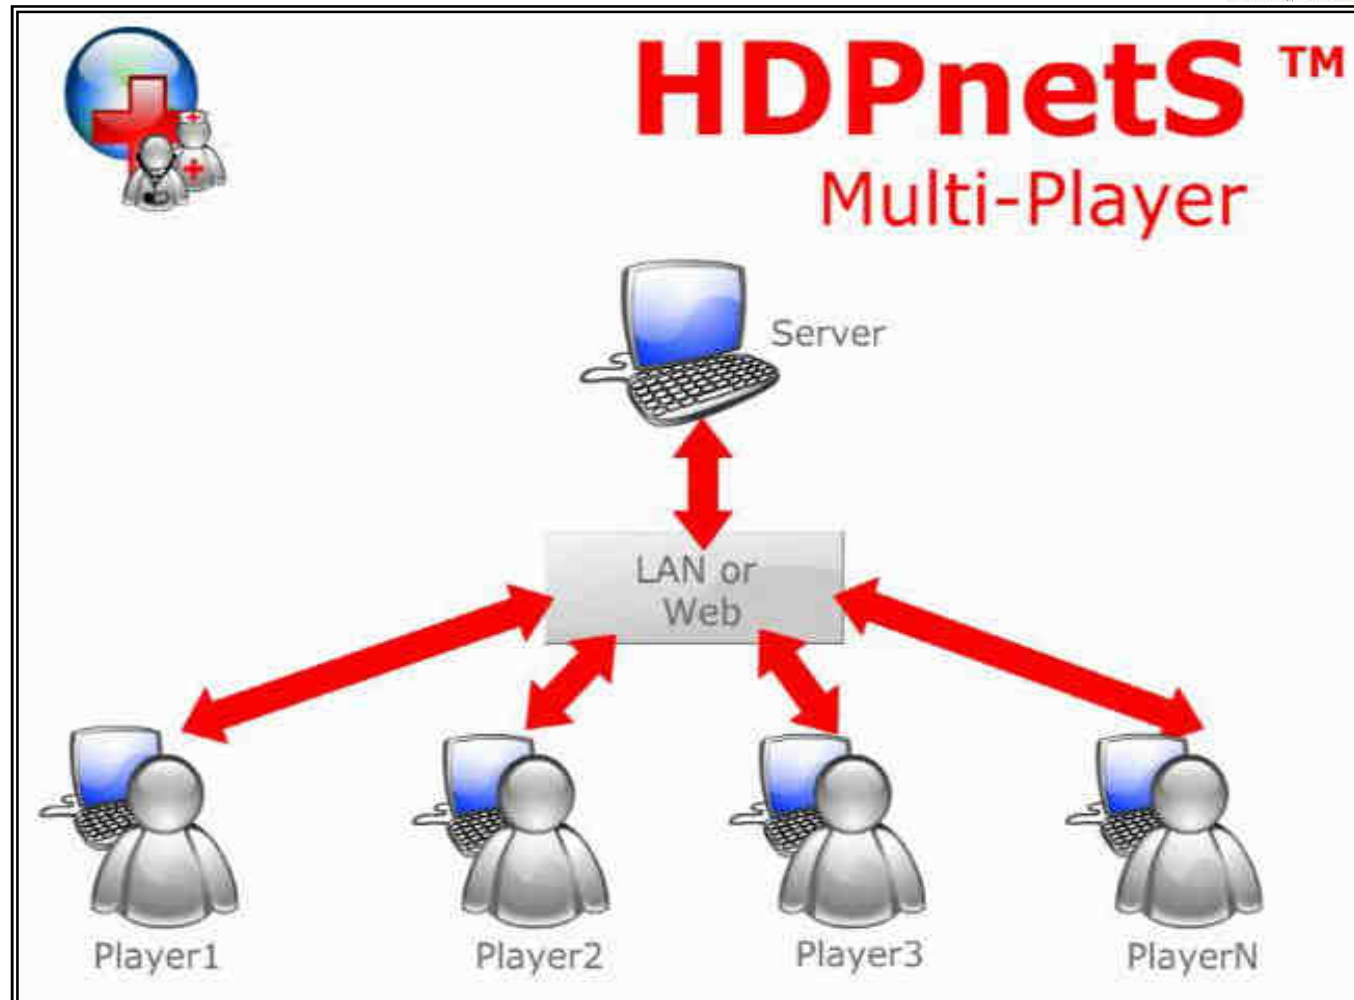 HDPnetS ™
Multi-Player
Server
LAN or
Web
Player1
Player2
Player3
PlayerN